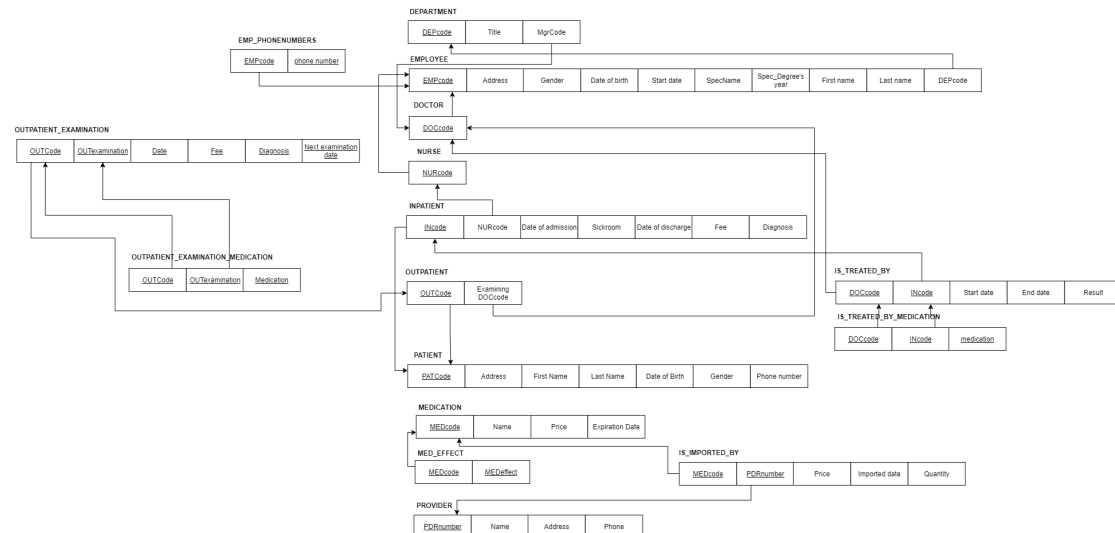 DEPARTMENT
DEPcode Title MgrCode
EMP_PHONENUMBERS
EMPcode phone number
EMPLOYEE
EMPcode Address Gender Date of birth Start date SpecName Spec_Degree's year First name Last name DEPcode
DOCTOR
DOCcode
OUTPATIENT_EXAMINATION
OUTCode OUTexamination Date Fee Diagnosis Next examination date
NURSE
NURcode
INPATIENT
INcode NURcode Date of admission Sickroom Date of discharge Fee Diagnosis
OUTPATIENT_EXAMINATION_MEDICATION
OUTCode OUTexamination Medication
OUTPATIENT
OUTCode Examining DOCcode
IS_TREATED_BY
DOCcode INcode Start date End date Result
IS_TREATED_BY_MEDICATION
DOCcode INcode medication
PATIENT
PATCode Address First Name Last Name Date of Birth Gender Phone number
MEDICATION
MEDcode Name Price Expiration Date
MED_EFFECT
MEDcode MEDeffect
IS_IMPORTED_BY
MEDcode PDRnumber Price Imported date Quantity
PROVIDER
PDRnumber Name Address Phone